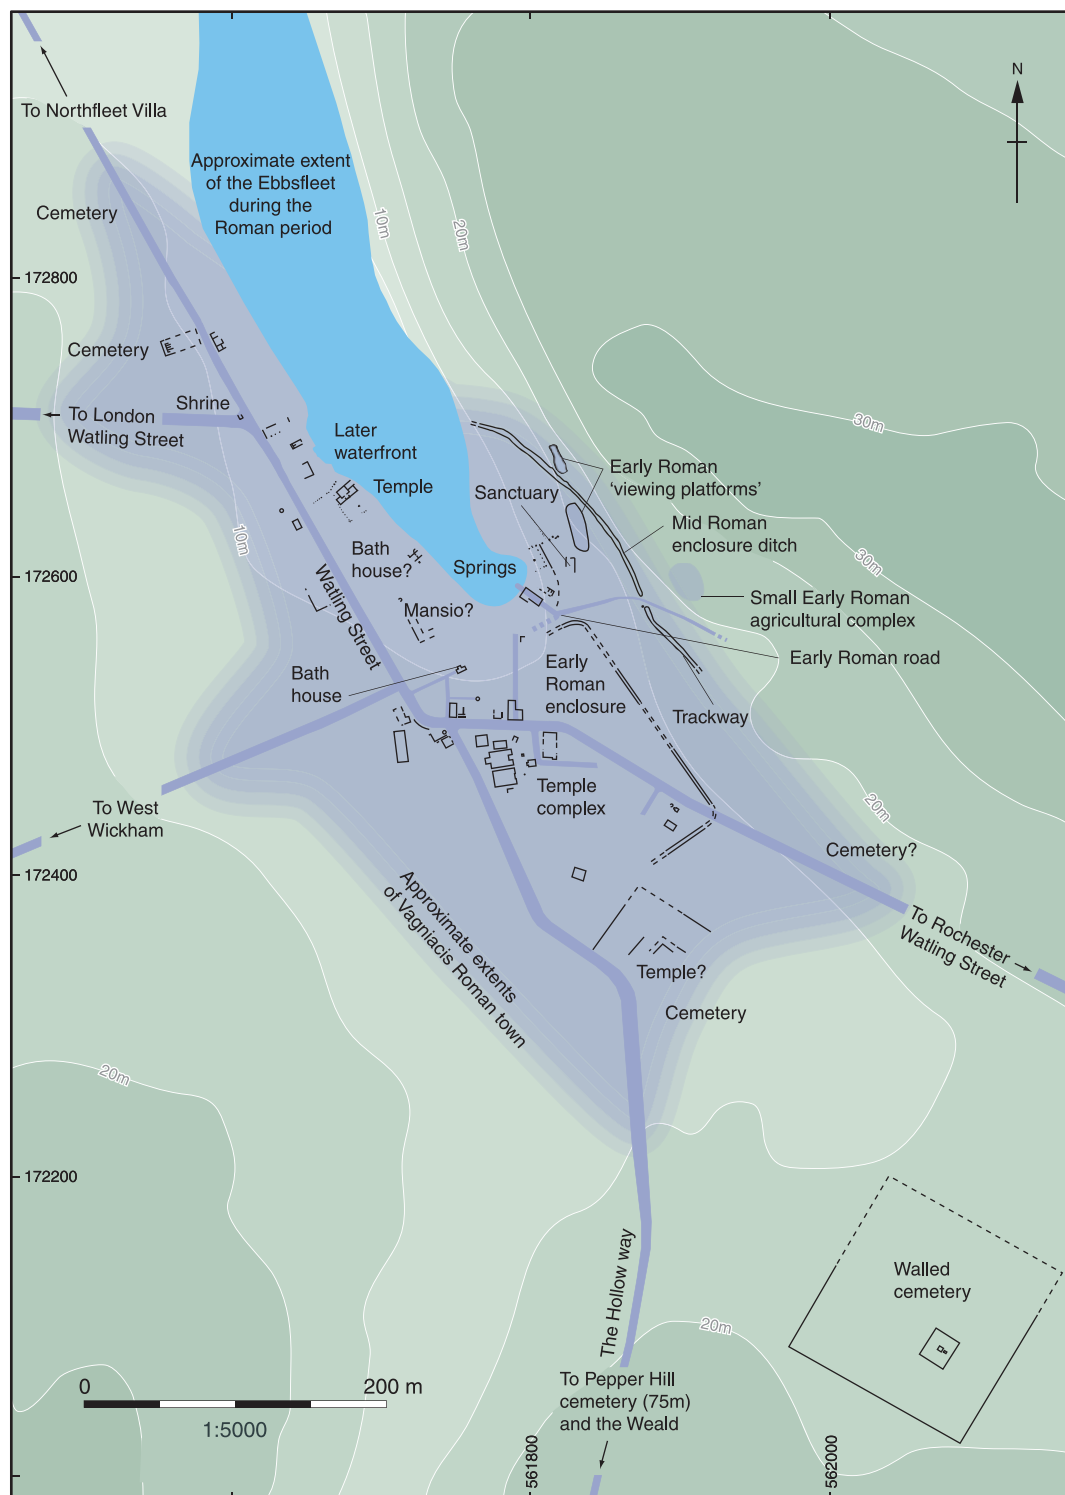 N
To Northfleet Villa
Approximate extent
of the Ebbsfleet
during the
Roman period
Cemetery
10m
20m
172800
Cemetery
30m
To London
Watling Street
Shrine
Later
waterfront
Temple
Early Roman
‘viewing platforms’
Sanctuary
Mid Roman
enclosure ditch
10m
Bath
house?
Springs
30m
172600
Watling Street
Mansio?
Small Early Roman
agricultural complex
Early Roman road
Bath
house
Early
Roman
enclosure
Trackway
Temple
complex
To West
Wickham
20m
Cemetery?
172400
Approximate extents
of Vagniacis Roman town
To Rochester
Watling Street
Temple?
Cemetery
20m
172200
The Hollow way
Walled
cemetery
20m
To Pepper Hill
cemetery (75m)
and the Weald
0
200 m
1:5000
561800
562000